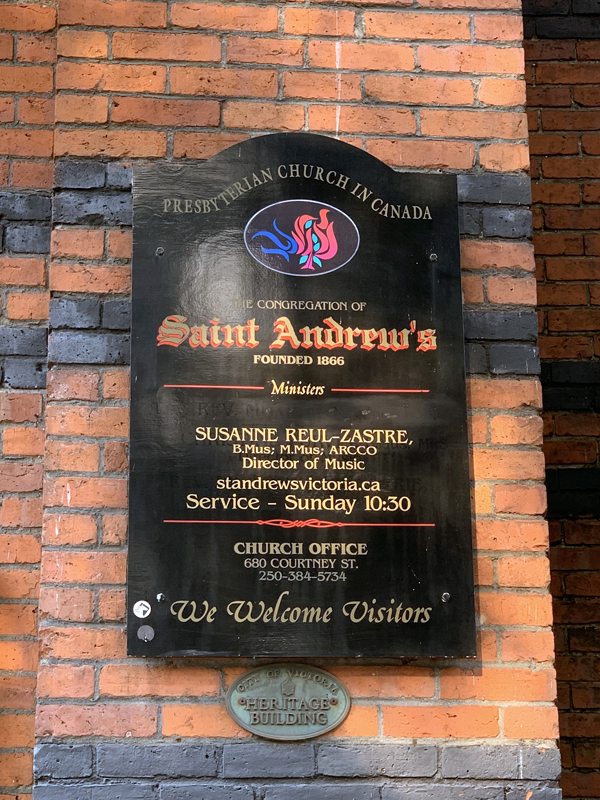 PRESBYTERIAN CHURCH IN CANADA
THE CONGREGATION OF
Saint Andrew's
FOUNDED 1866
Ministers
SUSANNE REUL-ZASTRE,
B.Mus; M.Mus; ARCCO
Director of Music
standrewsvictoria.ca
Service - Sunday 10:30
CHURCH OFFICE
680 COURTNEY ST.
250-384-5734
We Welcome Visitors
CITY OF VICTORIA
HERITAGE
BUILDING